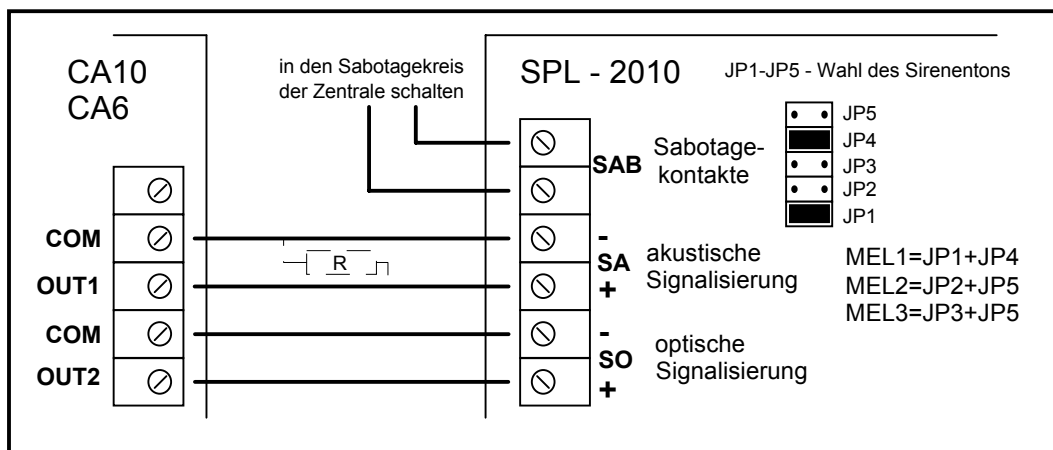 CA10
CA6
in den Sabotagekreis
der Zentrale schalten
SPL - 2010
JP1-JP5 - Wahl des Sirenentons
JP5
JP4
JP3
JP2
JP1
SAB
Sabotage-
kontakte
COM
OUT1
COM
OUT2
R
-
SA
+
akustische
Signalisierung
-
SO
+
optische
Signalisierung
MEL1=JP1+JP4
MEL2=JP2+JP5
MEL3=JP3+JP5